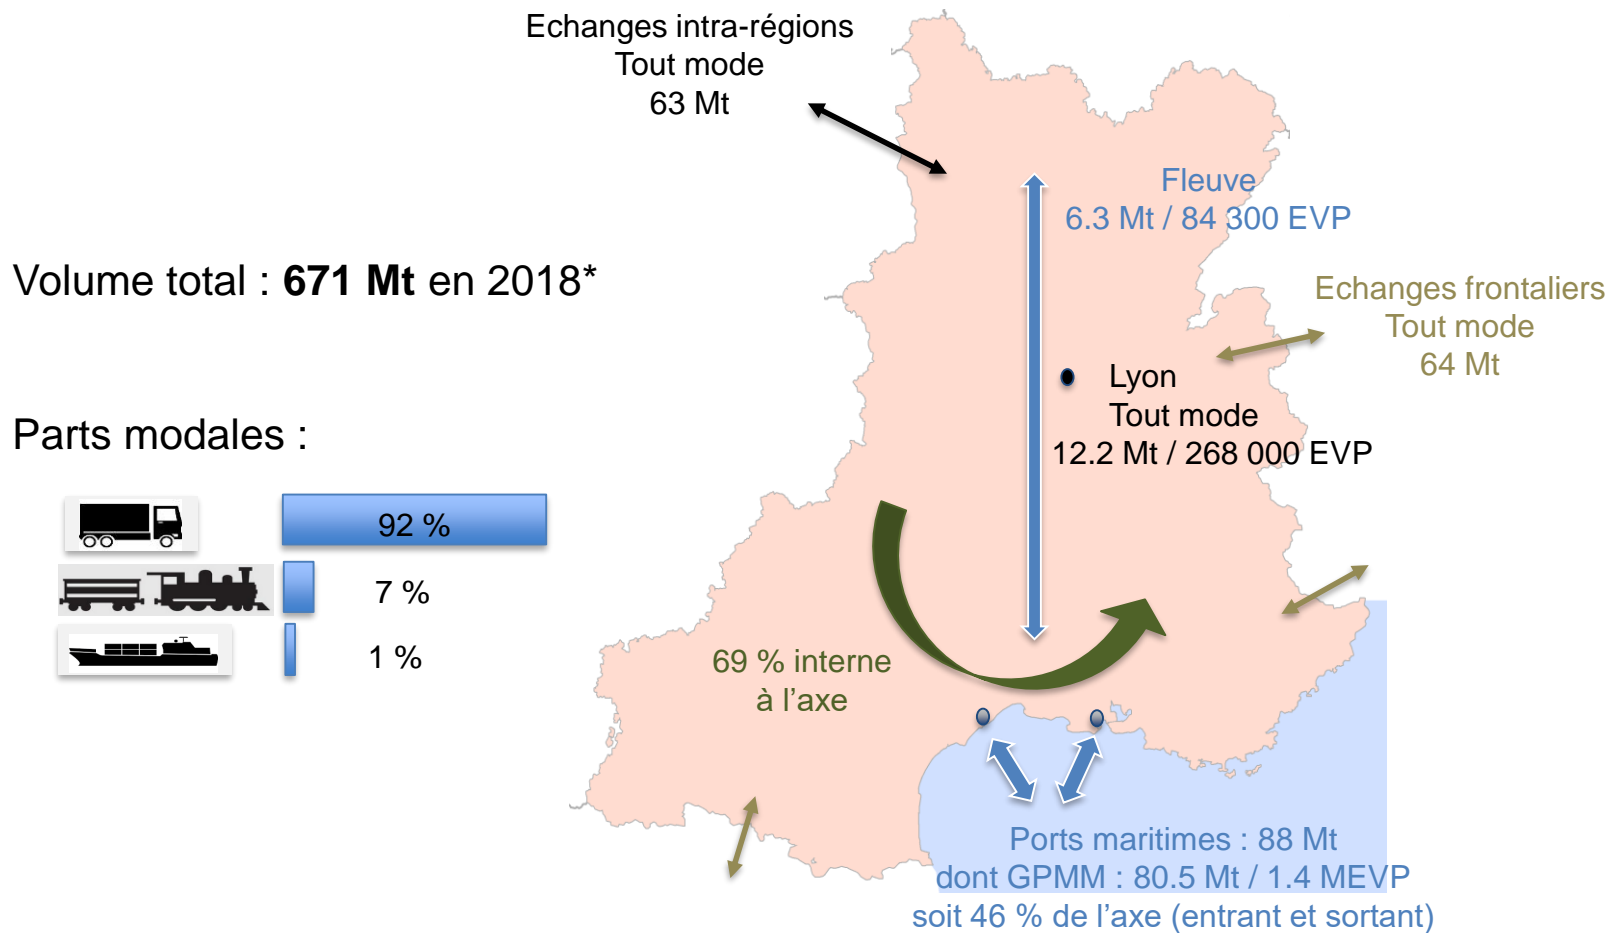 Echanges intra-régions
Tout mode
63 Mt
Fleuve
6.3 Mt / 84 300 EVP
Volume total : 671 Mt en 2018*
Echanges frontaliers
Tout mode
64 Mt
Lyon
Tout mode
12.2 Mt / 268 000 EVP
Parts modales :
92 %
7 %
1 %
69 % interne
à l’axe
Ports maritimes : 88 Mt
dont GPMM : 80.5 Mt / 1.4 MEVP
soit 46 % de l’axe (entrant et sortant)